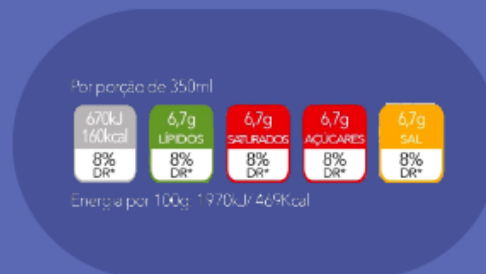 Por porção de 350ml
670kJ 6,7g 6,7g 6,7g 6,7g
160kcal LÍPIDOS SATURADOS AÇÚCARES SAL
8% 8% 8% 8% 8%
DR* DR* DR* DR* DR*
Energia por 100g: 1970kJ/ 469Kcal